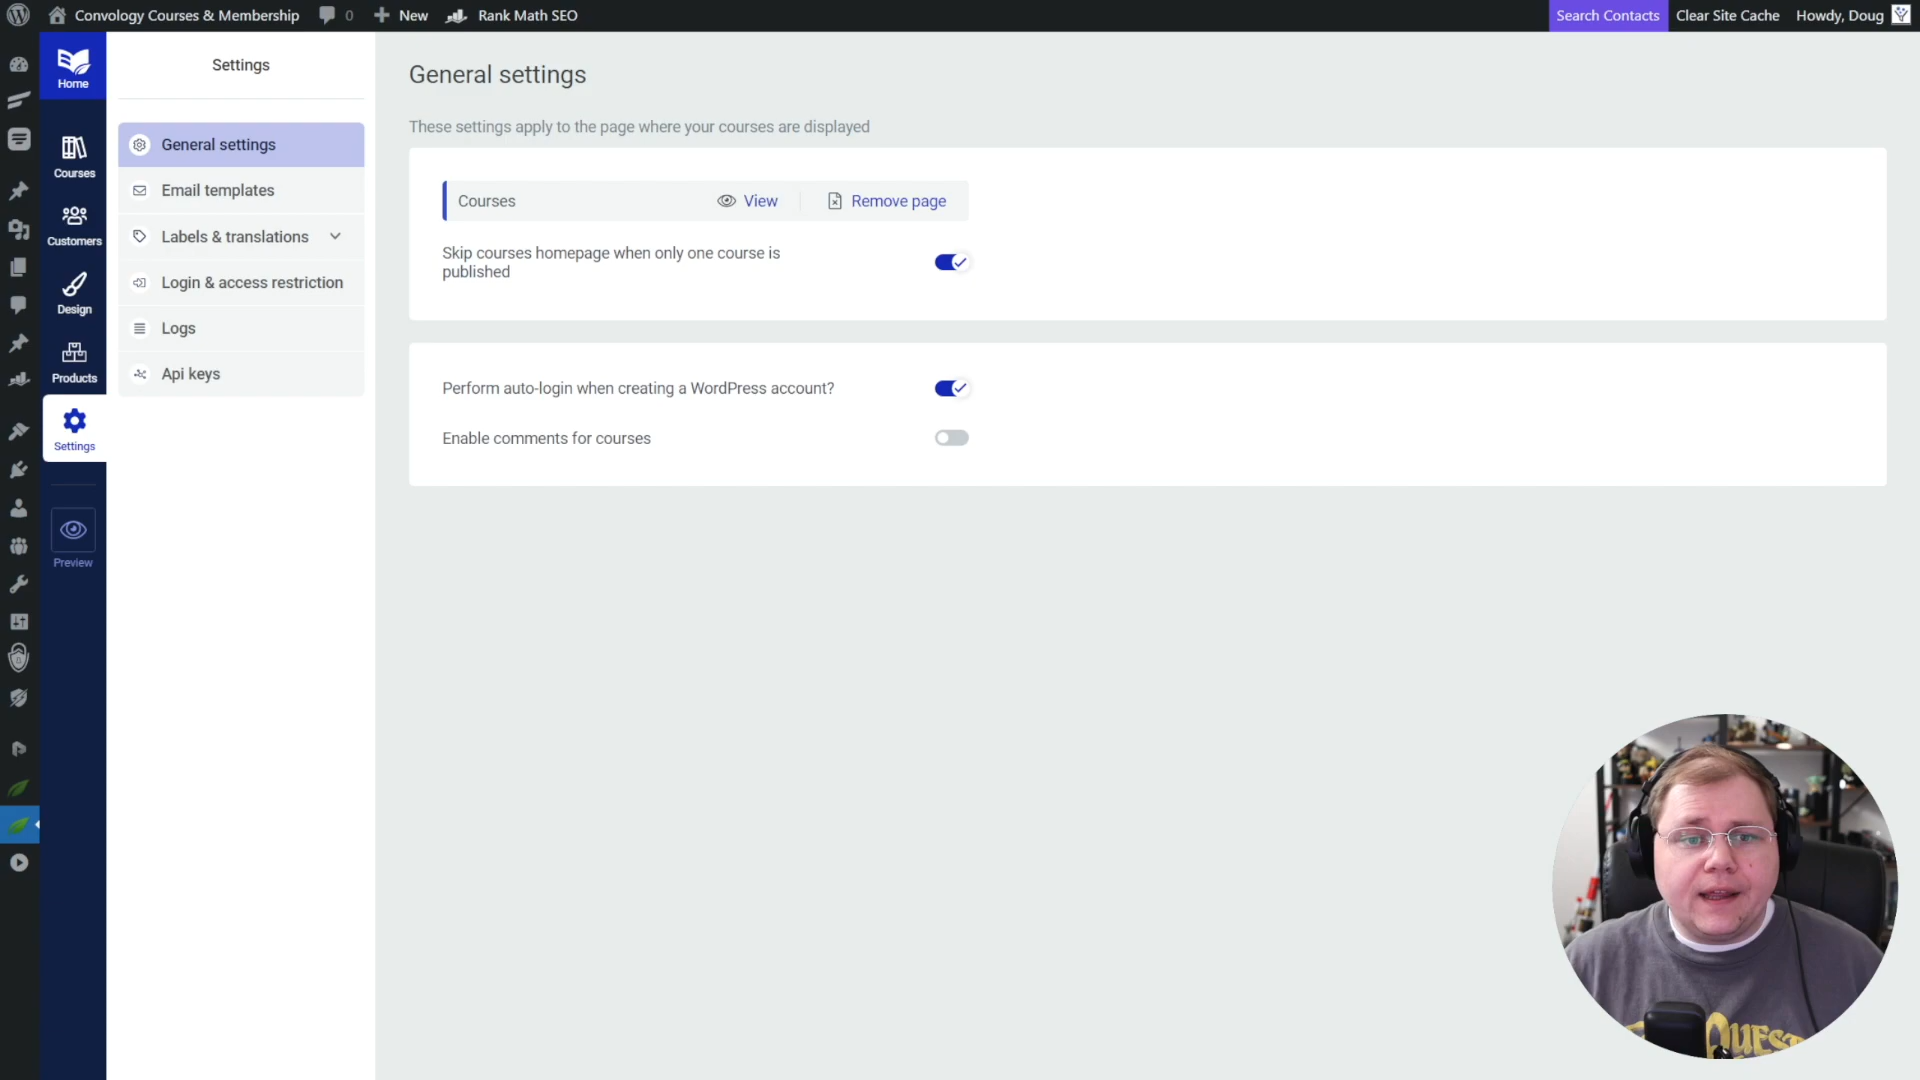 Convology Courses & Membership
0
New
Rank Math SEO
Search Contacts
Clear Site Cache
Howdy, Doug
Home
Courses
Customers
Design
Products
Settings
Preview
Settings
General settings
Email templates
Labels & translations
Login & access restriction
Logs
Api keys
General settings
These settings apply to the page where your courses are displayed
Courses
View
Remove page
Skip courses homepage when only one course is
published
Perform auto-login when creating a WordPress account?
Enable comments for courses